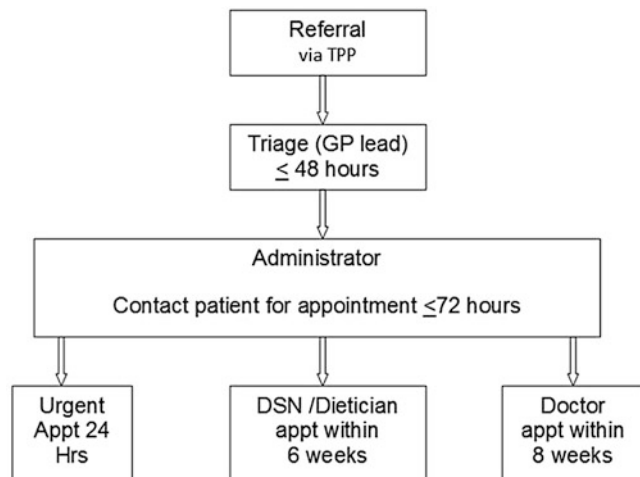 Referral
via TPP
Triage (GP lead)
≤ 48 hours
Administrator
Contact patient for appointment ≤72 hours
Urgent
Appt 24
Hrs
DSN /Dietician
appt within
6 weeks
Doctor
appt within
8 weeks